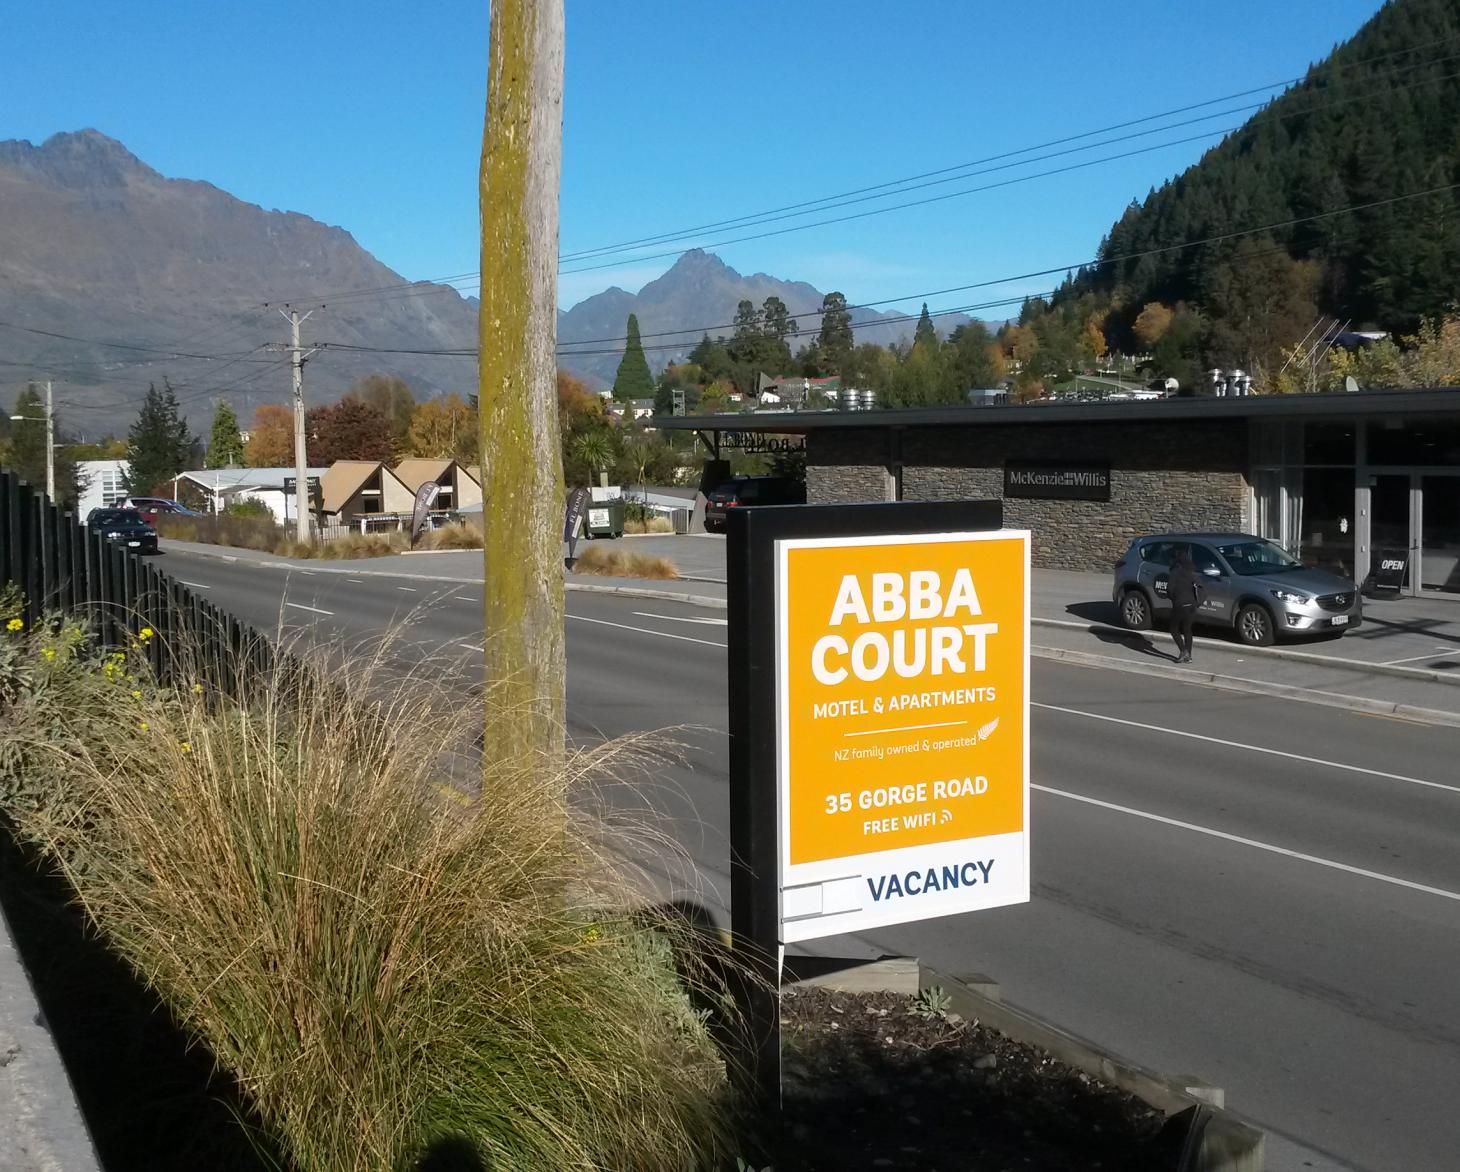 McKenzie Willis
OPEN
ABBA
COURT
MOTEL & APARTMENTS
NZ family owned & operated
35 GORGE ROAD
FREE WIFI
VACANCY